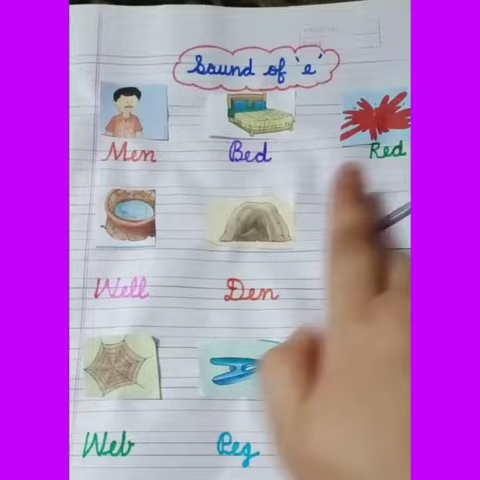 Sound of 'e'
Men Bed Red
Well Den
Web Peg